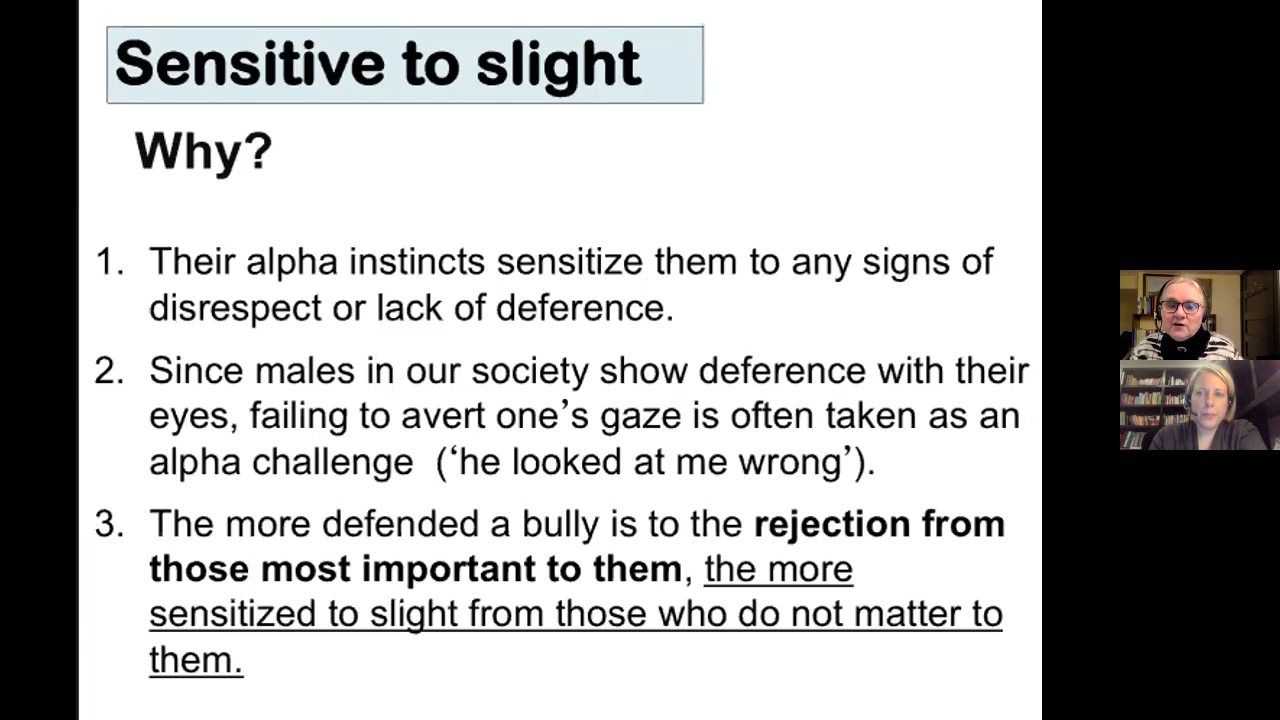 Sensitive to slight
Why?
1. Their alpha instincts sensitize them to any signs of
disrespect or lack of deference.
2. Since males in our society show deference with their
eyes, failing to avert one’s gaze is often taken as an
alpha challenge (‘he looked at me wrong’).
3. The more defended a bully is to the rejection from
those most important to them, the more
sensitized to slight from those who do not matter to
them.